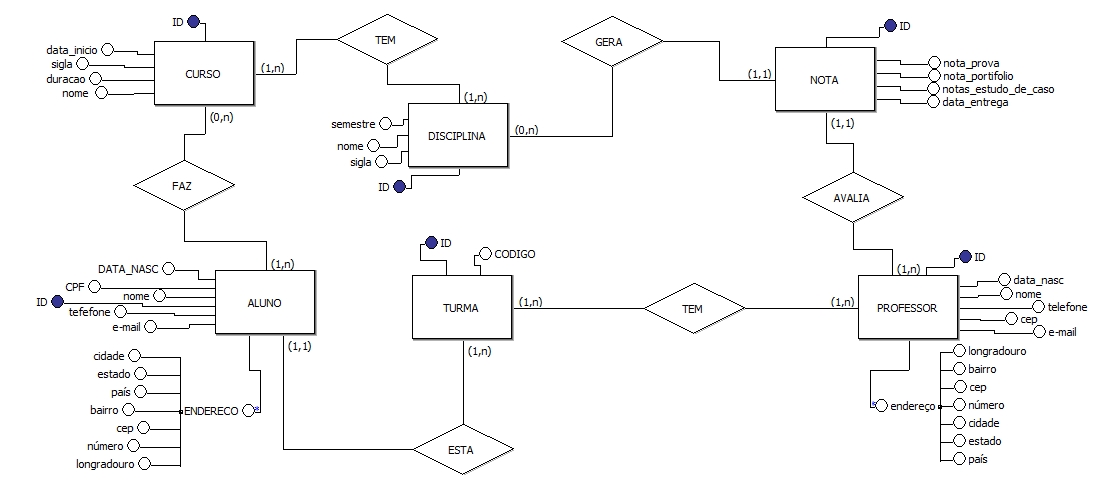 ID
data_inicio
sigla
duracao
nome
CURSO
(1,n)
(0,n)
TEM
(1,n)
semestre
nome
sigla
DISCIPLINA
ID
(0,n)
GERA
(1,1)
ID
NOTA
nota_prova
nota_portifolio
notas_estudo_de_caso
data_entrega
(1,1)
FAZ
AVALIA
(1,n)
DATA_NASC
CPF
ID
nome
tefefone
e-mail
ALUNO
(1,1)
ID
CODIGO
TURMA
(1,n)
(1,n)
TEM
(1,n)
(1,n)
ID
PROFESSOR
data_nasc
nome
telefone
cep
e-mail
cidade
estado
país
bairro
cep
número
longradouro
ENDERECO
*
ESTA
*
endereço
longradouro
bairro
cep
número
cidade
estado
país